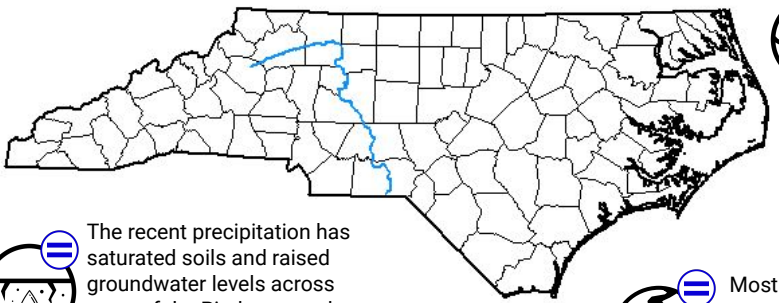 The recent precipitation has
saturated soils and raised
groundwater levels across
Most